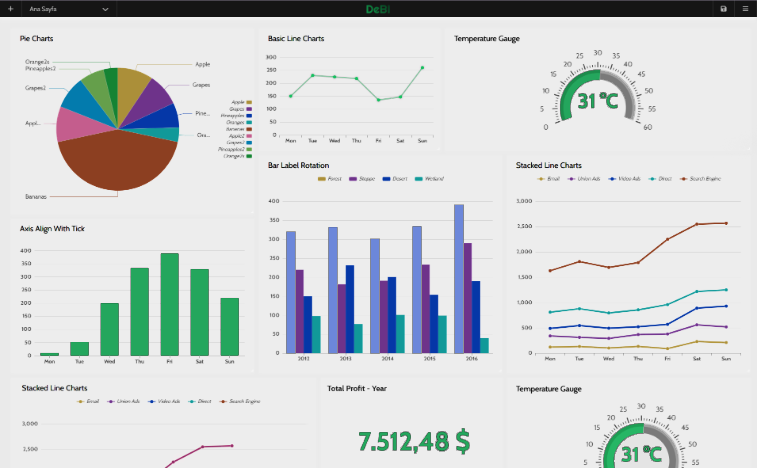 + Ana Sayfa DeBI
Pie Charts
Orange2s
Pineapples2
Grapes2
Appl...
Bananas
Apple
Grapes
Pine...
Ora...
Apple
Grapes
Pineapples
Oranges
Bananas
Apple2
Grapes2
Pineapples2
Orange2s
Basic Line Charts
300
250
200
150
100
50
0
Mon Tue Wed Thu Fri Sat Sun
Temperature Gauge
0 5 10 15 20 25 30 35 40 45 50 55 60
31 °C
Bar Label Rotation
Forest Steppe Desert Wetland
400
350
300
250
200
150
100
50
0
2012 2013 2014 2015 2016
Stacked Line Charts
Email Union Ads Video Ads Direct Search Engine
3,000
2,500
2,000
1,500
1,000
500
0
Mon Tue Wed Thu Fri Sat Sun
Axis Align With Tick
400
350
300
250
200
150
100
50
0
Mon Tue Wed Thu Fri Sat Sun
Stacked Line Charts
Email Union Ads Video Ads Direct Search Engine
Total Profit - Year
7.512,48 $
Temperature Gauge
5 10 15 20 25 30 35 40 45 50 55
31 °C